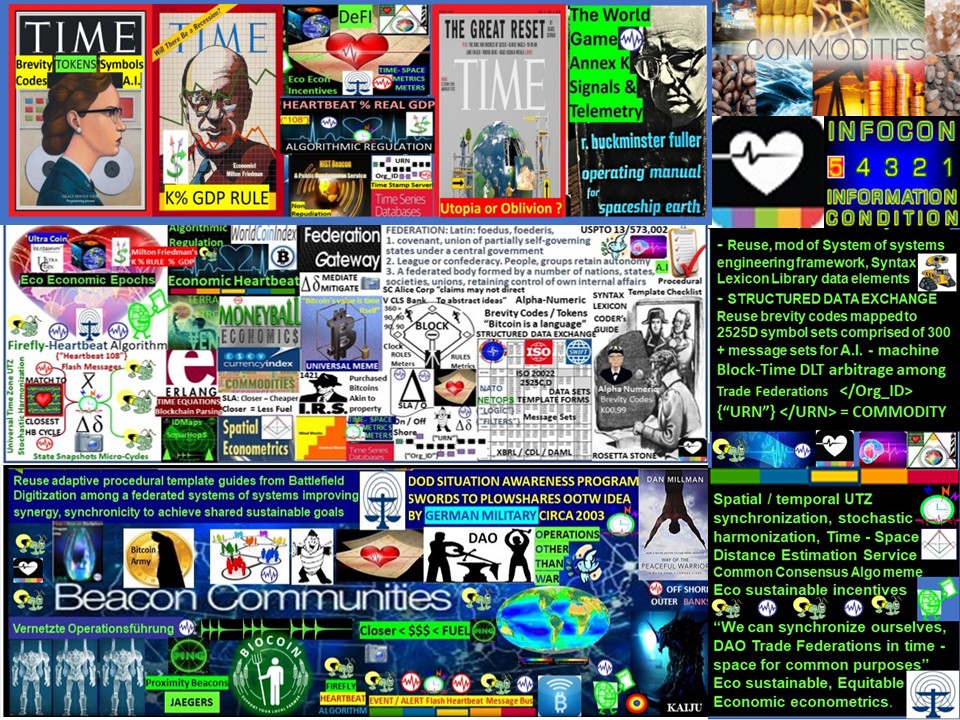 TIME
Brevity TOKENS Symbols
Codes A.I.
Will There Be a Recession?
TIME
Economist
Milton Friedman
K% GDP RULE
DeFI
Eco Econ
Incentives
TIME- SPACE
METRICS
METERS
HEARTBEAT % REAL GDP
("108")
ALGORITHMIC REGULATION
NIST Beacon
A Public Randomness Service
Non
Repudiation
URN
Org_ID
Time Stamp Server
Time Series
Databases
THE GREAT RESET
TIME
Utopia or Oblivion ?
The World
Game
Annex K
Signals &
Telemetry
r. buckminster fuller
operating manual
for
spaceship earth
COMMODITIES
INFOCON
5 4 3 2 1
INFORMATION
CONDITION
- Reuse, mod of System of systems
engineering framework, Syntax
Lexicon Library data elements
- STRUCTURED DATA EXCHANGE
Reuse brevity codes mapped to
2525D symbol sets comprised of 300
+ message sets for A.I. - machine
Block-Time DLT arbitrage among
Trade Federations </Org_ID>
{“URN”} </URN> = COMMODITY
Ultra Coin
Milton Friedman's
K % RULE % GDP
Eco Economic Epochs
Firefly-Heartbeat Algorithm
{"Heartbeat 108"}
Flash Messages
Universal Time Zone UTZ
Stochastic Harmonization
MATCH TO
CLOSEST
HB CYCLE
Δδ
State Snapshots Micro-Cycles
Algorithmic
Regulation
WorldCoinIndex
Economic Heartbeat
TERRA
MONEYBALL
ECONOMICS
currencyindex
COMMODITIES
ERLANG
TIME EQUATIONS
Blockchain Parsing
IDMaps
SLA: Closer = Cheaper
Closer = Less Fuel
Spatial
Econometrics
Federation
Gateway
Δδ MEDIATE
MITIGATE
"Bitcoin's value is time
itself"
UNIVERSAL MEME
1421
I.R.S.
Purchased
Bitcoins
Akin to
property
TIME-SPACE
METRICS
METERS
Time Series
Databases
FEDERATION: Latin: foedus, foederis,
1. covenant, union of partially self-governing
states under a central government
2. League of confederacy. People, groups retain autonomy
3. A federated body formed by a number of nations, states,
societies, unions, retaining control of own internal affairs
SC Alice Corp "claims may not direct
V CLS Bank To abstract ideas"
360 =
BLOCK
Clock
ROLES
Meters
RULES
Metrics
Alpha-Numeric
Brevity Codes / Tokens
"Bitcoin is a language"
STRUCTURED DATA EXCHANGE
ISO
SWIFT
ISO 20022
2525C,D
NATO
NETOPS
"LOGIC"
"FILTERS"
DATA SETS
TEMPLATE FORMS
Message Sets
SLA / O
Δδ
On / Off
Shore
"URN"
{"Org_ID"}
XBRL / CDL / DAML
USPTO 13/573,002
A.I
Procedural
Template Checklist
SYNTAX
LEXICON
CODER'S
GUIDE
Alpha Numeric
Brevity Codes
K00.99
ROSETTA STONE
Reuse adaptive procedural template guides from Battlefield
Digitization among a federated systems of systems improving
synergy, synchronicity to achieve shared sustainable goals
DOD SITUATION AWARENESS PROGRAM
SWORDS TO PLOWSHARES OOTW IDEA
BY GERMAN MILITARY CIRCA 2003
Bitcoin
Army
DAO
OPERATIONS
OTHER
THAN
WAR
DAN MILLMAN
WAY OF THE
PEACEFUL WARRIOR
Beacon Communities
OFF SHORE
OUTER BANKS
Vernetzte Operationsführung
Closer < $$$ < FUEL
PING
PING
BIOCOIN
SUPPORT YOUR LOCAL
Proximity Beacons
JAEGERS
FIREFLY
HEARTBEAT
ALGORITHM
EVENT / ALERT Flash Heartbeat Message Bus
KAIJU
Spatial / temporal UTZ
synchronization, stochastic
harmonization, Time - Space
Distance Estimation Service
Common Consensus Algo meme
Eco sustainable incentives
“We can synchronize ourselves,
DAO Trade Federations in time -
space for common purposes”
Eco sustainable, Equitable
Economic econometrics.